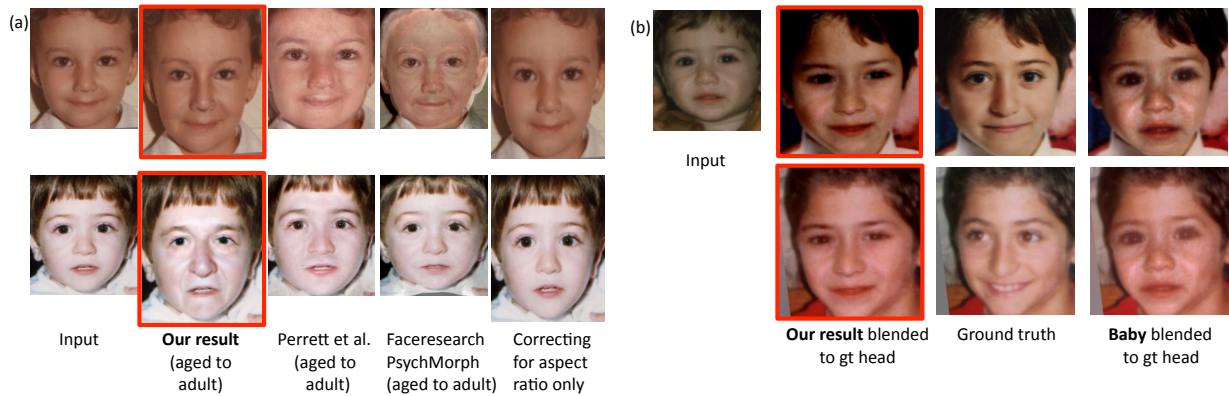 (a)
Input
Our result
(aged to
adult)
Perrett et al.
(aged to
adult)
Faceresearch
PsychMorph
(aged to adult)
Correcting
for aspect
ratio only
(b)
Input
Our result blended
to gt head
Ground truth
Baby blended
to gt head